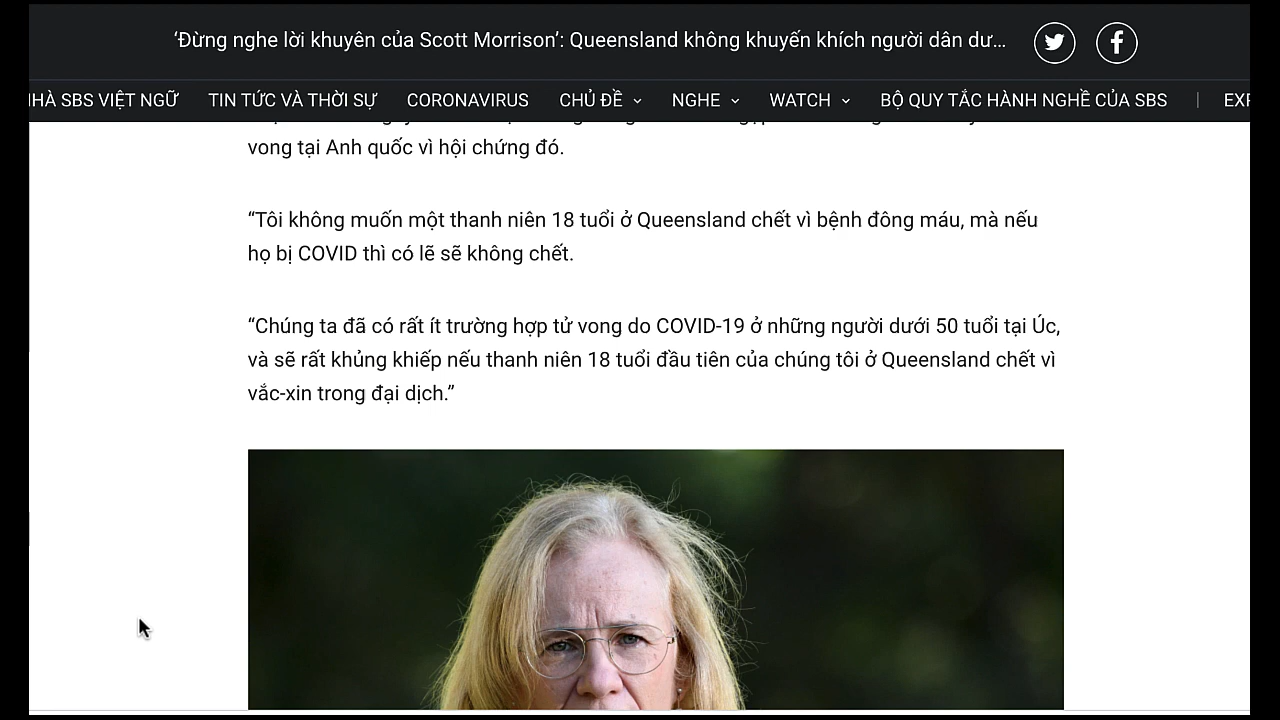 ‘Đừng nghe lời khuyên của Scott Morrison’: Queensland không khuyến khích người dân dư...
NHÀ SBS VIỆT NGỮ TIN TỨC VÀ THỜI SỰ CORONAVIRUS CHỦ ĐỀ NGHE WATCH BỘ QUY TẮC HÀNH NGHỀ CỦA SBS | EXP
vong tại Anh quốc vì hội chứng đó.
“Tôi không muốn một thanh niên 18 tuổi ở Queensland chết vì bệnh đông máu, mà nếu
họ bị COVID thì có lẽ sẽ không chết.
“Chúng ta đã có rất ít trường hợp tử vong do COVID-19 ở những người dưới 50 tuổi tại Úc,
và sẽ rất khủng khiếp nếu thanh niên 18 tuổi đầu tiên của chúng tôi ở Queensland chết vì
vắc-xin trong đại dịch.”